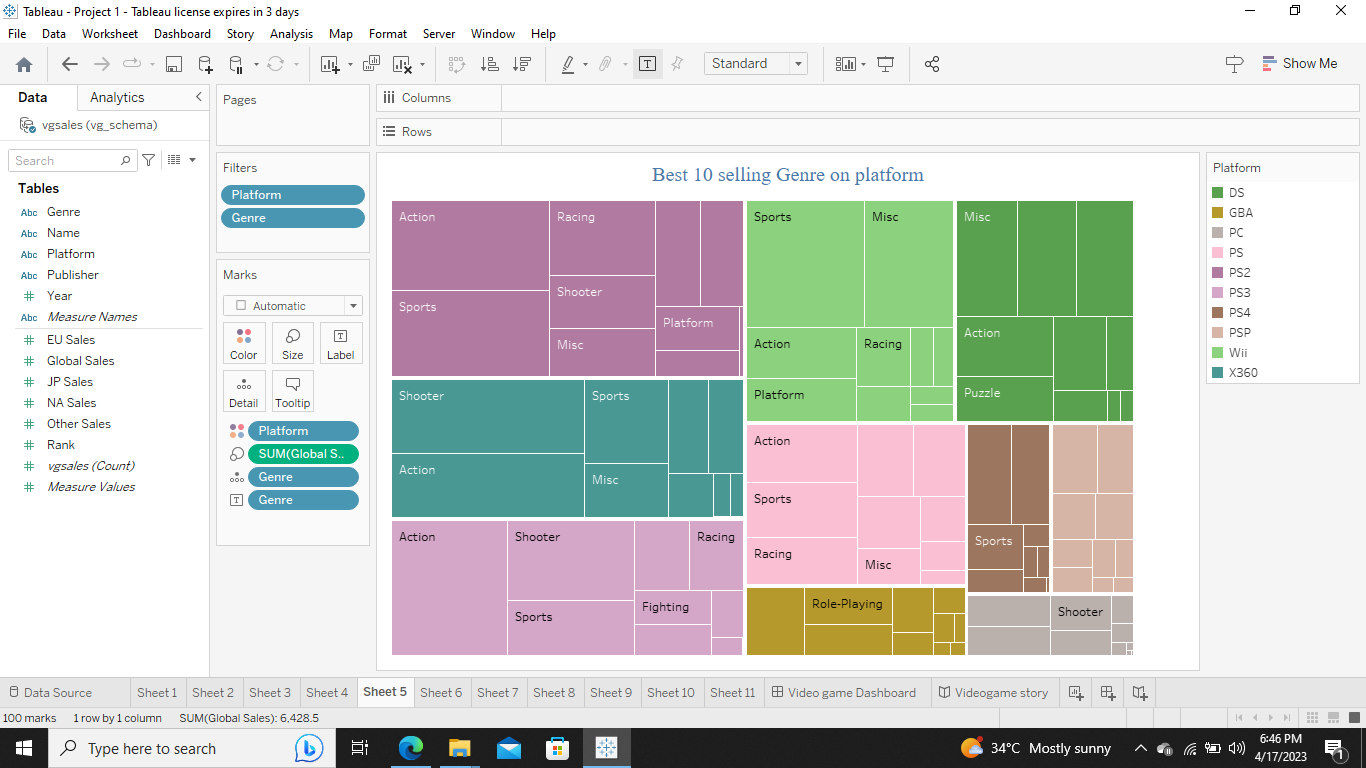 Tableau - Project 1 - Tableau license expires in 3 days
File Data Worksheet Dashboard Story Analysis Map Format Server Window Help
Standard
Show Me
Data Analytics
vgsales (vg_schema)
Search
Tables
Abc Genre
Abc Name
Abc Platform
Abc Publisher
Year
Abc Measure Names
EU Sales
Global Sales
JP Sales
NA Sales
Other Sales
Rank
vgsales (Count)
Measure Values
Pages
Filters
Platform
Genre
Marks
Automatic
Color Size Label
Detail Tooltip
Platform
SUM(Global S..
Genre
Genre
Columns
Rows
Best 10 selling Genre on platform
Action
Racing
Sports
Shooter
Misc
Platform
Shooter
Sports
Action
Misc
Action
Shooter
Racing
Sports
Fighting
Sports
Misc
Action
Racing
Platform
Misc
Action
Puzzle
Action
Sports
Racing
Misc
Sports
Role-Playing
Shooter
Platform
DS
GBA
PC
PS
PS2
PS3
PS4
PSP
Wii
X360
Data Source Sheet 1 Sheet 2 Sheet 3 Sheet 4 Sheet 5 Sheet 6 Sheet 7 Sheet 8 Sheet 9 Sheet 10 Sheet 11 Video game Dashboard Videogame story
100 marks 1 row by 1 column SUM(Global Sales): 6,428.5
Type here to search
34°C Mostly sunny
6:46 PM
4/17/2023
1